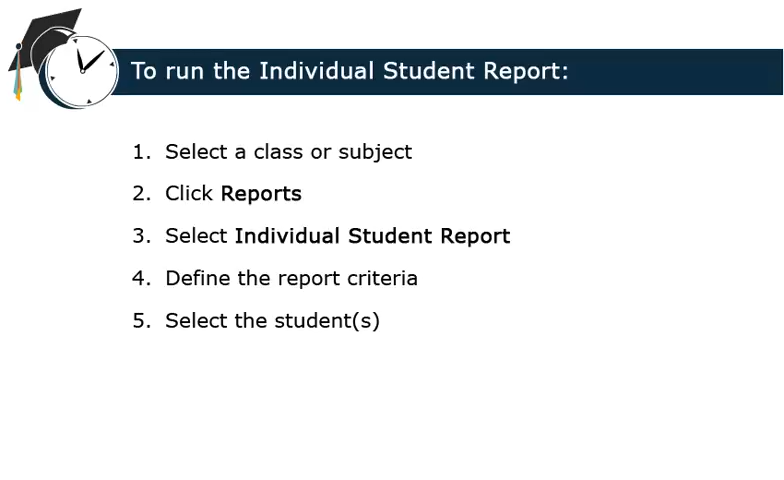 To run the Individual Student Report:
1. Select a class or subject
2. Click Reports
3. Select Individual Student Report
4. Define the report criteria
5. Select the student(s)